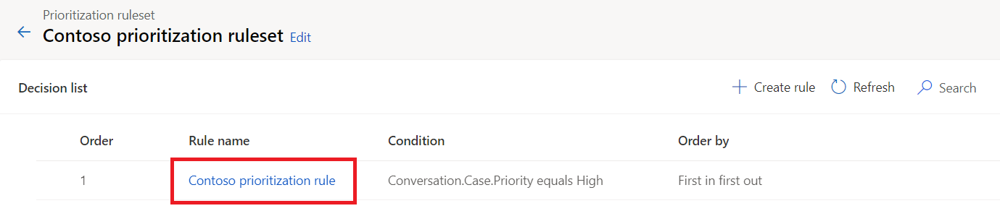 Prioritization ruleset
Contoso prioritization ruleset Edit
Decision list Create rule Refresh Search
Order Rule name Condition Order by
1 Contoso prioritization rule Conversation.Case.Priority equals High First in first out